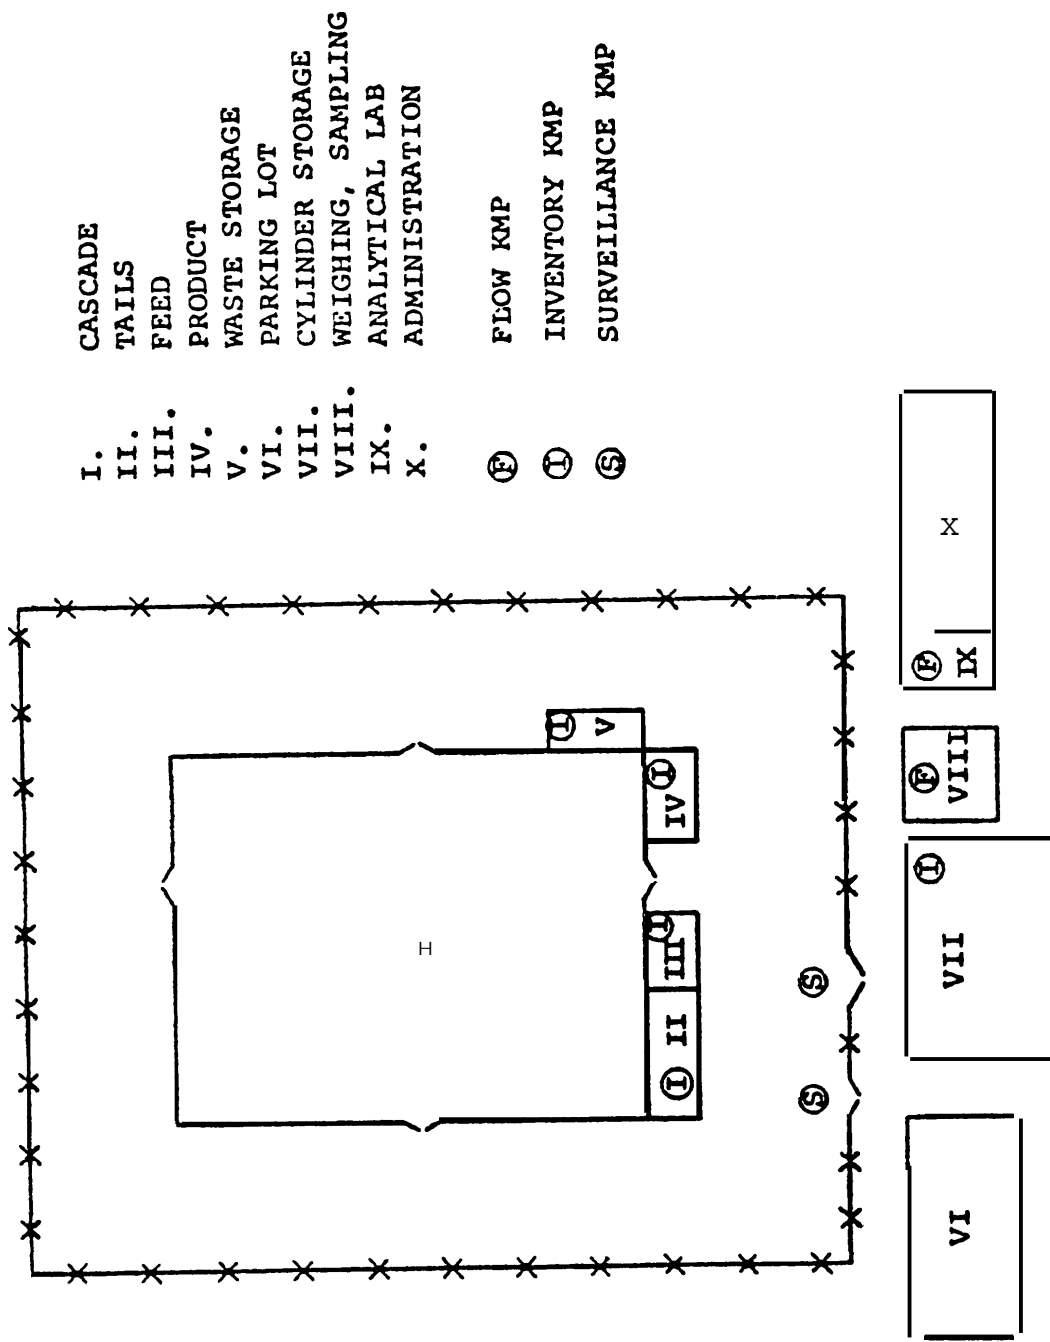 I. CASCADE
II. TAILS
III. FEED
IV. PRODUCT
V. WASTE STORAGE
VI. PARKING LOT
VII. CYLINDER STORAGE
VIII. WEIGHING, SAMPLING
IX. ANALYTICAL LAB
X. ADMINISTRATION
F FLOW KMP
I INVENTORY KMP
S SURVEILLANCE KMP
H
I
V
I
IV
I
III
I
II
S
S
F
IX
X
F
VIII
I
VII
VI